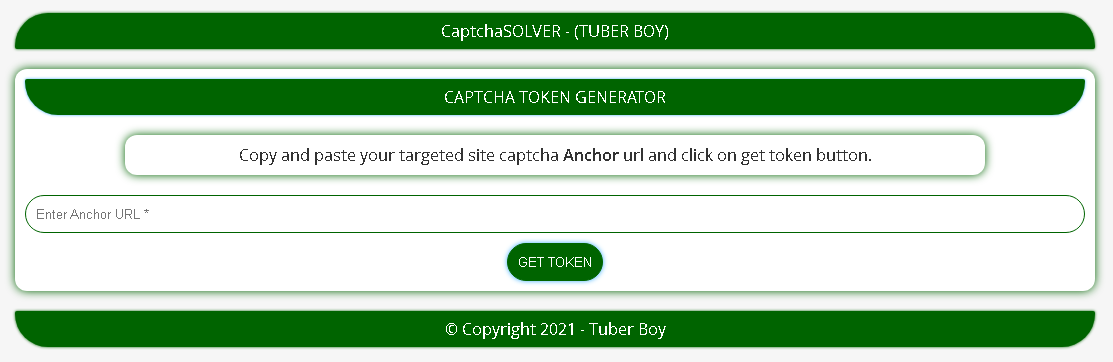 CaptchaSOLVER - (TUBER BOY)
CAPTCHA TOKEN GENERATOR
Copy and paste your targeted site captcha Anchor url and click on get token button.
Enter Anchor URL *
GET TOKEN
© Copyright 2021 - Tuber Boy